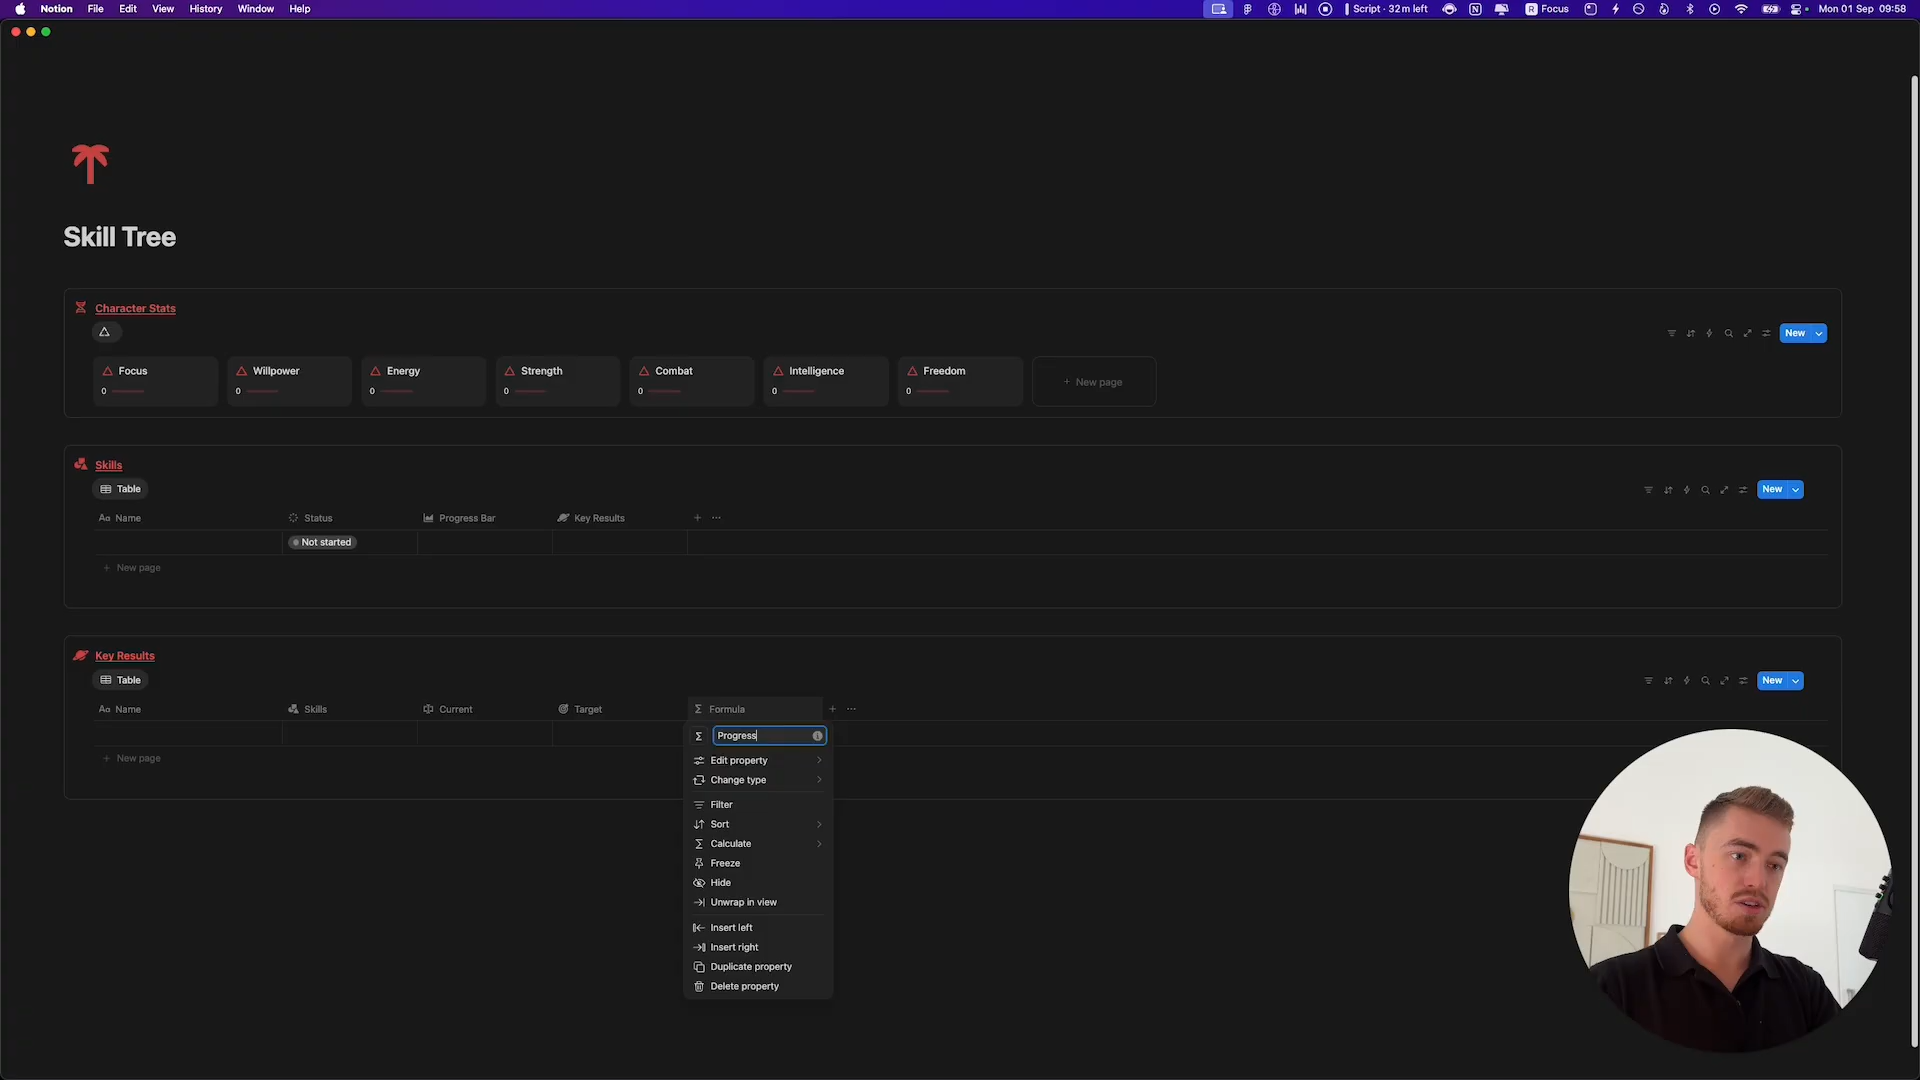 Notion File Edit View History Window Help Script · 32m left Focus Mon 01 Sep 09:58
Skill Tree
Character Stats
New
Focus Willpower Energy Strength Combat Intelligence Freedom
0 0 0 0 0 0 0
+ New page
Skills
Table
New
Aa Name Status Progress Bar Key Results
Not started
+ New page
Key Results
Table
New
Aa Name Skills Current Target Σ Formula
Σ Progress
+ New page
Edit property
Change type
Filter
Sort
Calculate
Freeze
Hide
Unwrap in view
Insert left
Insert right
Duplicate property
Delete property